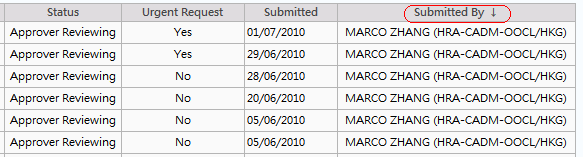 Status Urgent Request Submitted Submitted By ↓
Approver Reviewing Yes 01/07/2010 MARCO ZHANG (HRA-CADM-OOCL/HKG)
Approver Reviewing Yes 29/06/2010 MARCO ZHANG (HRA-CADM-OOCL/HKG)
Approver Reviewing No 28/06/2010 MARCO ZHANG (HRA-CADM-OOCL/HKG)
Approver Reviewing No 20/06/2010 MARCO ZHANG (HRA-CADM-OOCL/HKG)
Approver Reviewing No 05/06/2010 MARCO ZHANG (HRA-CADM-OOCL/HKG)
Approver Reviewing No 05/06/2010 MARCO ZHANG (HRA-CADM-OOCL/HKG)